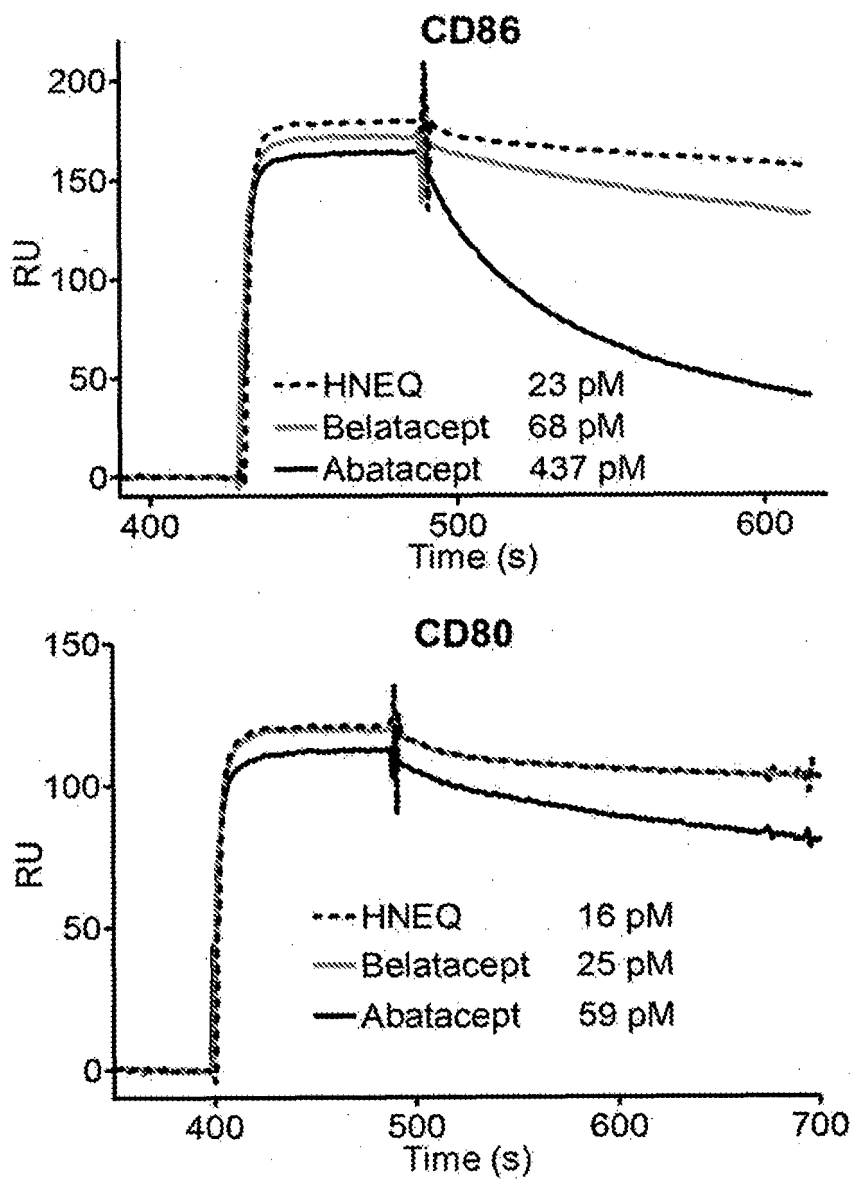 CD86
200
150
100
50
0
RU
HNEQ 23 pM
Belatacept 68 pM
Abatacept 437 pM
400 500 600
Time (s)
CD80
150
100
50
0
RU
HNEQ 16 pM
Belatacept 25 pM
Abatacept 59 pM
400 500 600 700
Time (s)